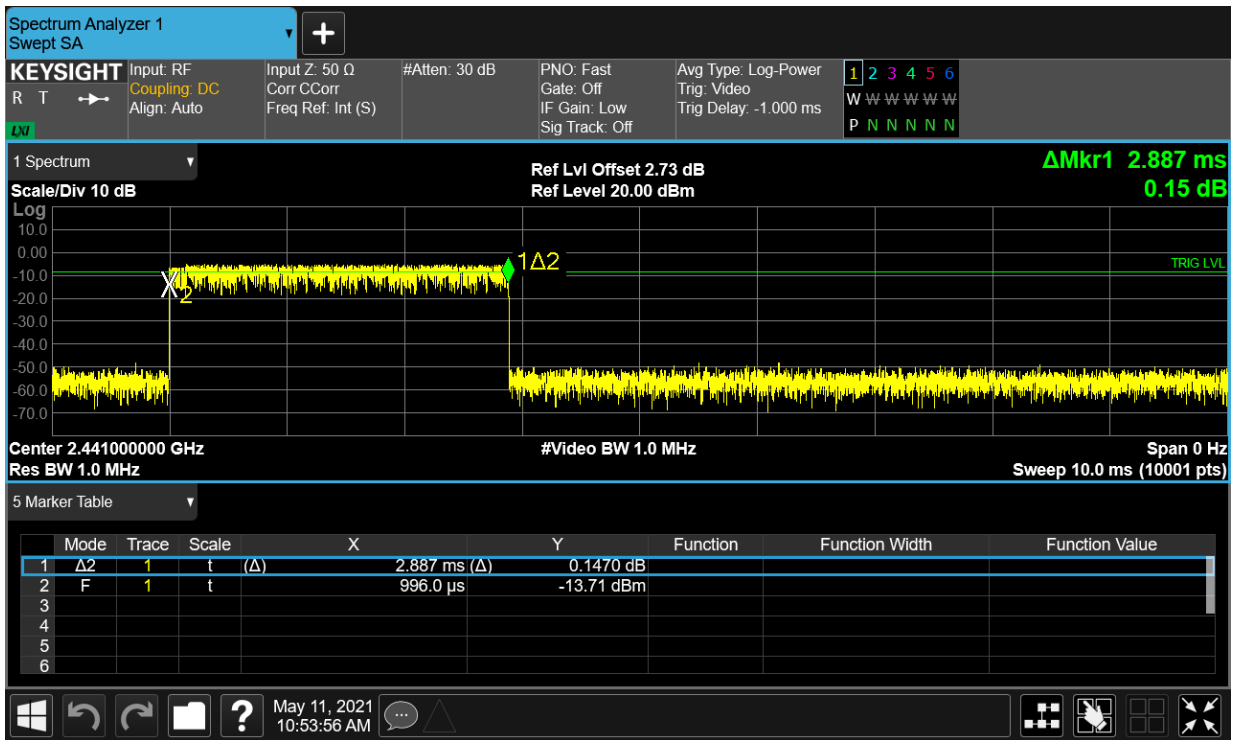 Spectrum Analyzer 1
Swept SA
KEYSIGHT
R T
LXI
Input: RF
Coupling: DC
Align: Auto
Input Z: 50 Ω
Corr CCorr
Freq Ref: Int (S)
#Atten: 30 dB
PNO: Fast
Gate: Off
IF Gain: Low
Sig Track: Off
Avg Type: Log-Power
Trig: Video
Trig Delay: -1.000 ms
1 2 3 4 5 6
W W W W W W
P N N N N N
1 Spectrum
Scale/Div 10 dB
Ref Lvl Offset 2.73 dB
Ref Level 20.00 dBm
ΔMkr1 2.887 ms
0.15 dB
Log
10.0
0.00
-10.0
-20.0
-30.0
-40.0
-50.0
-60.0
-70.0
1Δ2
2
TRIG LVL
Center 2.441000000 GHz
#Video BW 1.0 MHz
Span 0 Hz
Res BW 1.0 MHz
Sweep 10.0 ms (10001 pts)
5 Marker Table
Mode Trace Scale X Y Function Function Width Function Value
1 Δ2 1 t (Δ) 2.887 ms (Δ) 0.1470 dB
2 F 1 t 996.0 µs -13.71 dBm
3
4
5
6
?
May 11, 2021
10:53:56 AM